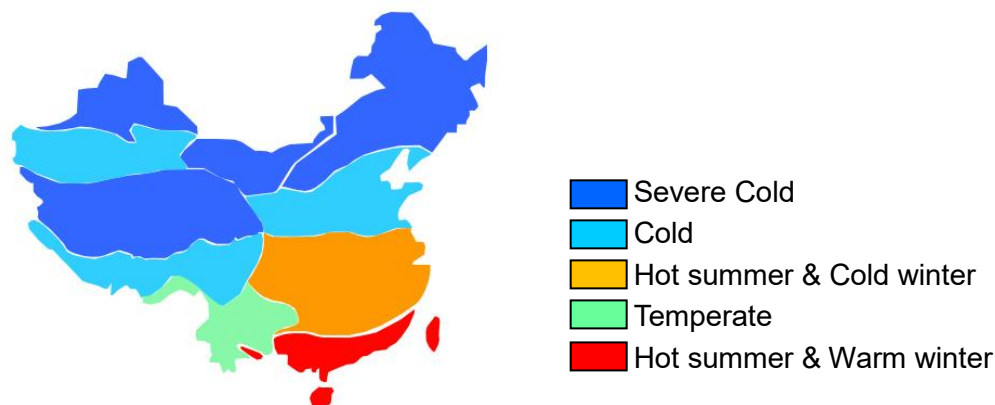 Severe Cold
Cold
Hot summer & Cold winter
Temperate
Hot summer & Warm winter